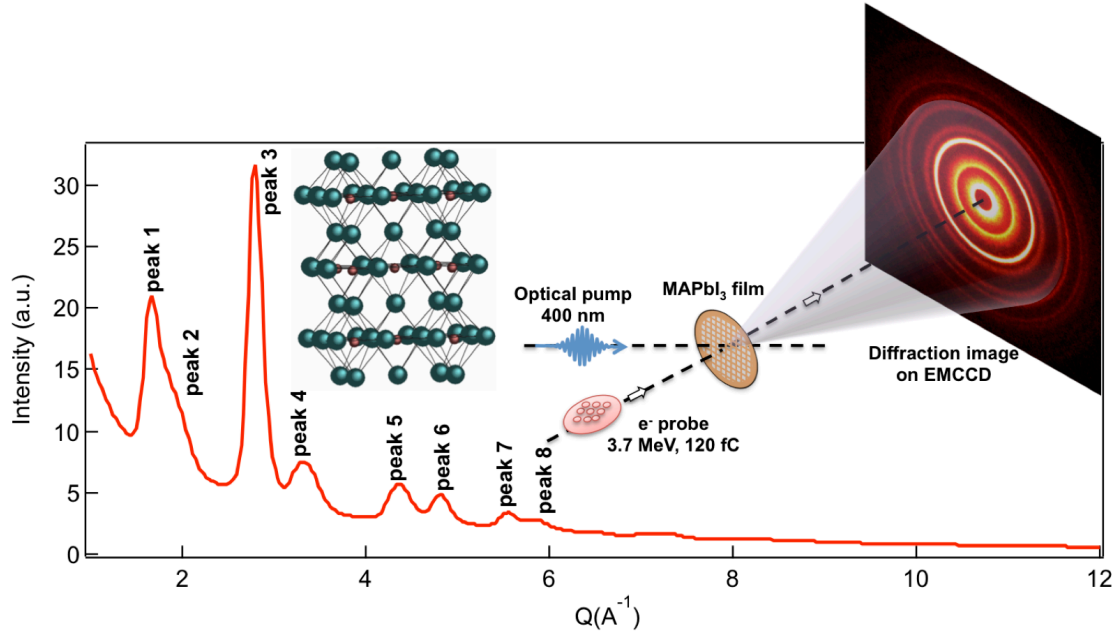 Intensity (a.u.)
30
25
20
15
10
5
0
2
4
6
8
10
12
Q(A⁻¹)
peak 1
peak 2
peak 3
peak 4
peak 5
peak 6
peak 7
peak 8
Optical pump
400 nm
MAPbI₃ film
e⁻ probe
3.7 MeV, 120 fC
Diffraction image
on EMCCD